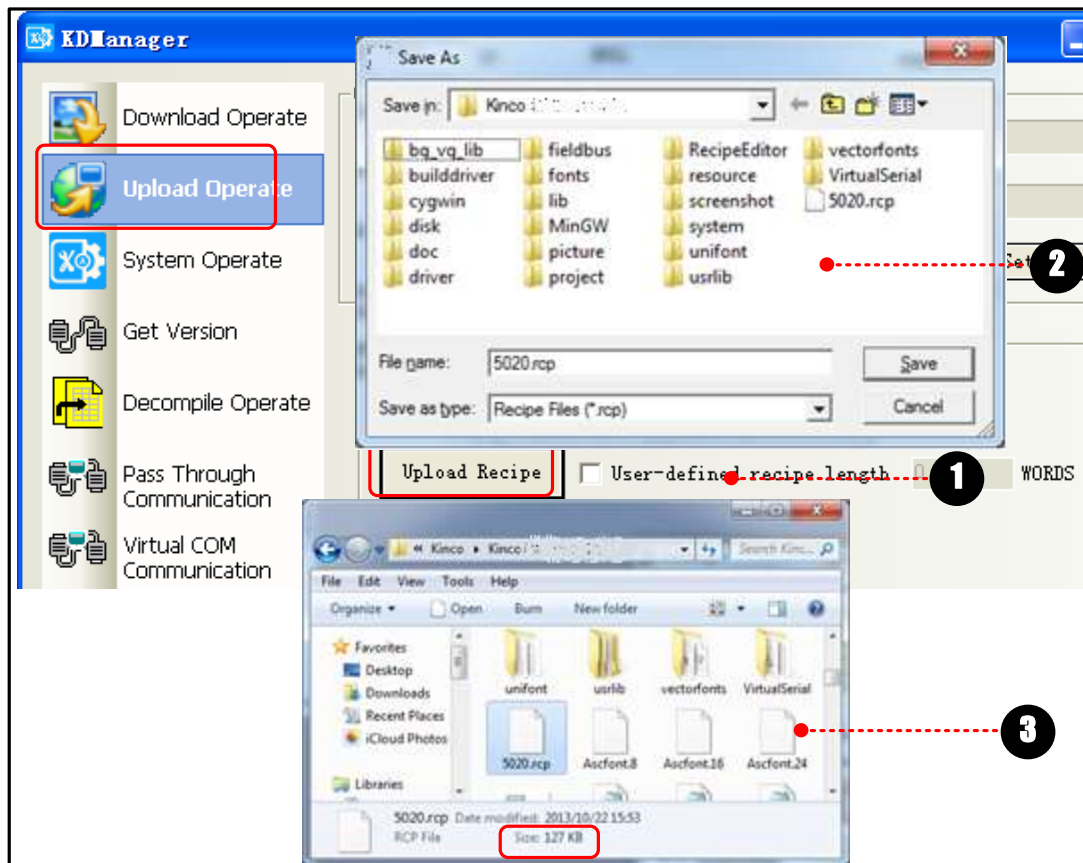 KDManager
Download Operate
Upload Operate
System Operate
Get Version
Decompile Operate
Pass Through
Communication
Virtual COM
Communication
Save As
Save in:
Kinco
bq_vq_lib
builddriver
cygwin
disk
doc
driver
fieldbus
fonts
lib
MinGW
picture
project
RecipeEditor
resource
screenshot
system
unifont
usrlib
vectorfonts
VirtualSerial
5020.rcp
File name:
5020.rcp
Save
Save as type:
Recipe Files (*.rcp)
Cancel
Set
2
Upload Recipe
User-defined recipe length
0
WORDS
1
« Kinco ▸ Kinco
Search Kinc...
File Edit View Tools Help
Organize Open Burn New folder
Favorites
Desktop
Downloads
Recent Places
iCloud Photos
Libraries
unifont usrlib vectorfonts VirtualSerial
5020.rcp Ascfont.8 Ascfont.16 Ascfont.24
3
5020.rcp Date modified: 2013/10/22 15:53
RCP File Size: 127 KB